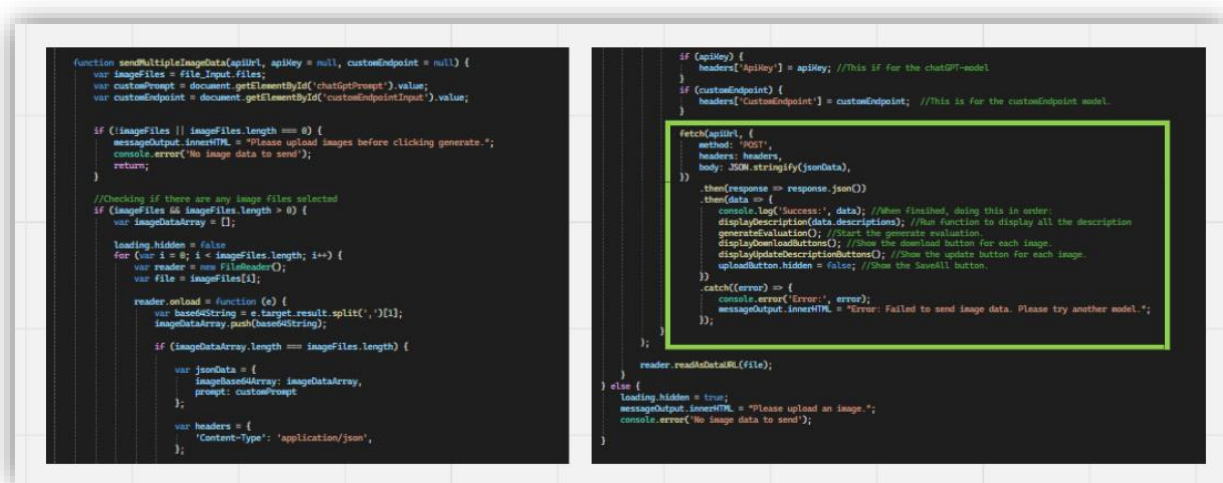 function sendMultipleImageData(apiUrl, apiKey = null, customEndpoint = null) {
var imageFiles = file_Input.files;
var customPrompt = document.getElementById('chatGptPrompt').value;
var customEndpoint = document.getElementById('customEndpointInput').value;
if (!imageFiles || imageFiles.length === 0) {
messageOutput.innerHTML = "Please upload images before clicking generate.";
console.error('No image data to send');
return;
}
//Checking if there are any image files selected
if (imageFiles && imageFiles.length > 0) {
var imageDataArray = [];
loading.hidden = false
for (var i = 0; i < imageFiles.length; i++) {
var reader = new FileReader();
var file = imageFiles[i];
reader.onload = function (e) {
var base64String = e.target.result.split(',')[1];
imageDataArray.push(base64String);
if (imageDataArray.length === imageFiles.length) {
var jsonData = {
imageBase64Array: imageDataArray,
prompt: customPrompt
};
var headers = {
'Content-Type': 'application/json',
};
if (apiKey) {
headers['ApiKey'] = apiKey; //This if for the chatGPT-model
}
if (customEndpoint) {
headers['CustomEndpoint'] = customEndpoint; //This is for the customEndpoint model.
}
fetch(apiUrl, {
method: 'POST',
headers: headers,
body: JSON.stringify(jsonData),
})
.then(response => response.json())
.then(data => {
console.log('Success:', data); //When finsihed, doing this in order:
displayDescription(data.descriptions); //Run function to display all the description
generateEvaluation(); //Start the generate evaluation.
displayDownloadButtons(); //Show the download button for each image.
displayUpdateDescriptionButtons(); //Show the update button for each image.
uploadButton.hidden = false; //Show the SaveAll button.
})
.catch((error) => {
console.error('Error:', error);
messageOutput.innerHTML = "Error: Failed to send image data. Please try another model.";
});
}
};
reader.readAsDataURL(file);
}
} else {
loading.hidden = true;
messageOutput.innerHTML = "Please upload an image.";
console.error('No image data to send');
}